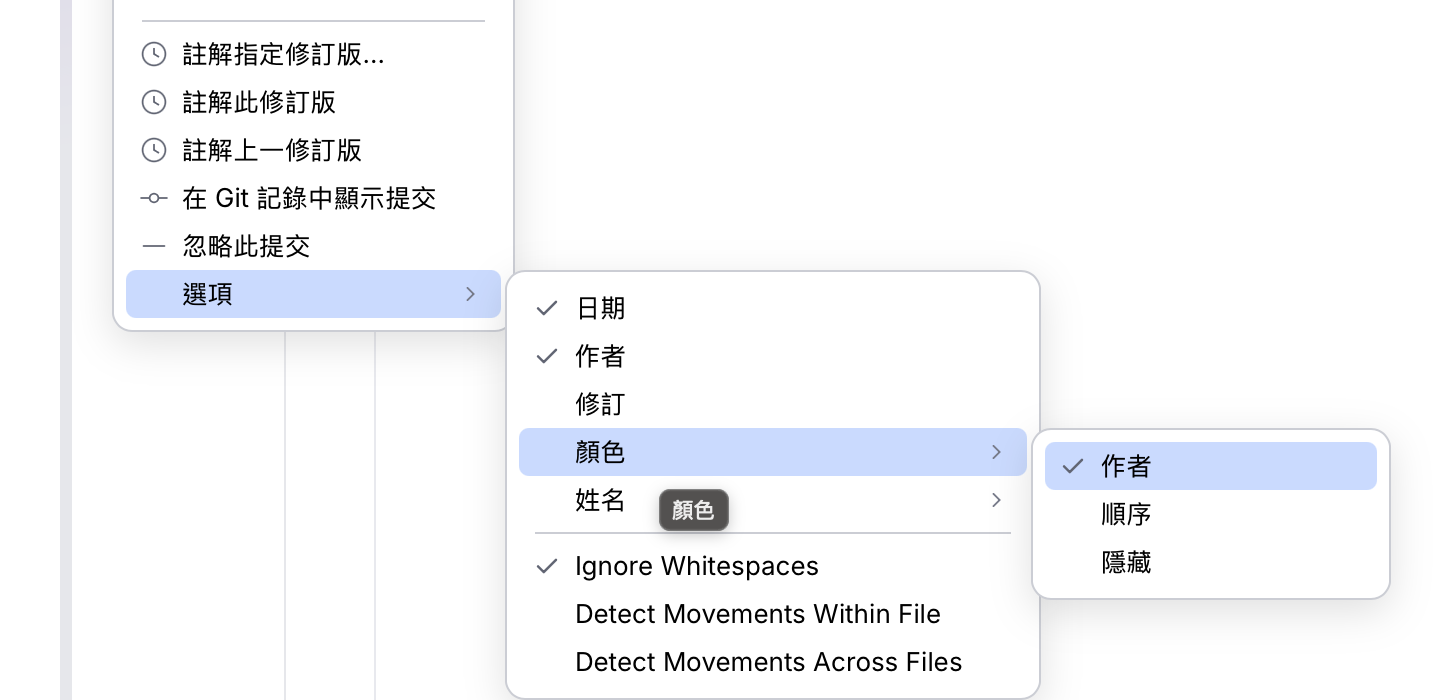 註解指定修訂版...
註解此修訂版
註解上一修訂版
在 Git 記錄中顯示提交
忽略此提交
選項
日期
作者
修訂
顏色
姓名
顏色
Ignore Whitespaces
Detect Movements Within File
Detect Movements Across Files
作者
順序
隱藏